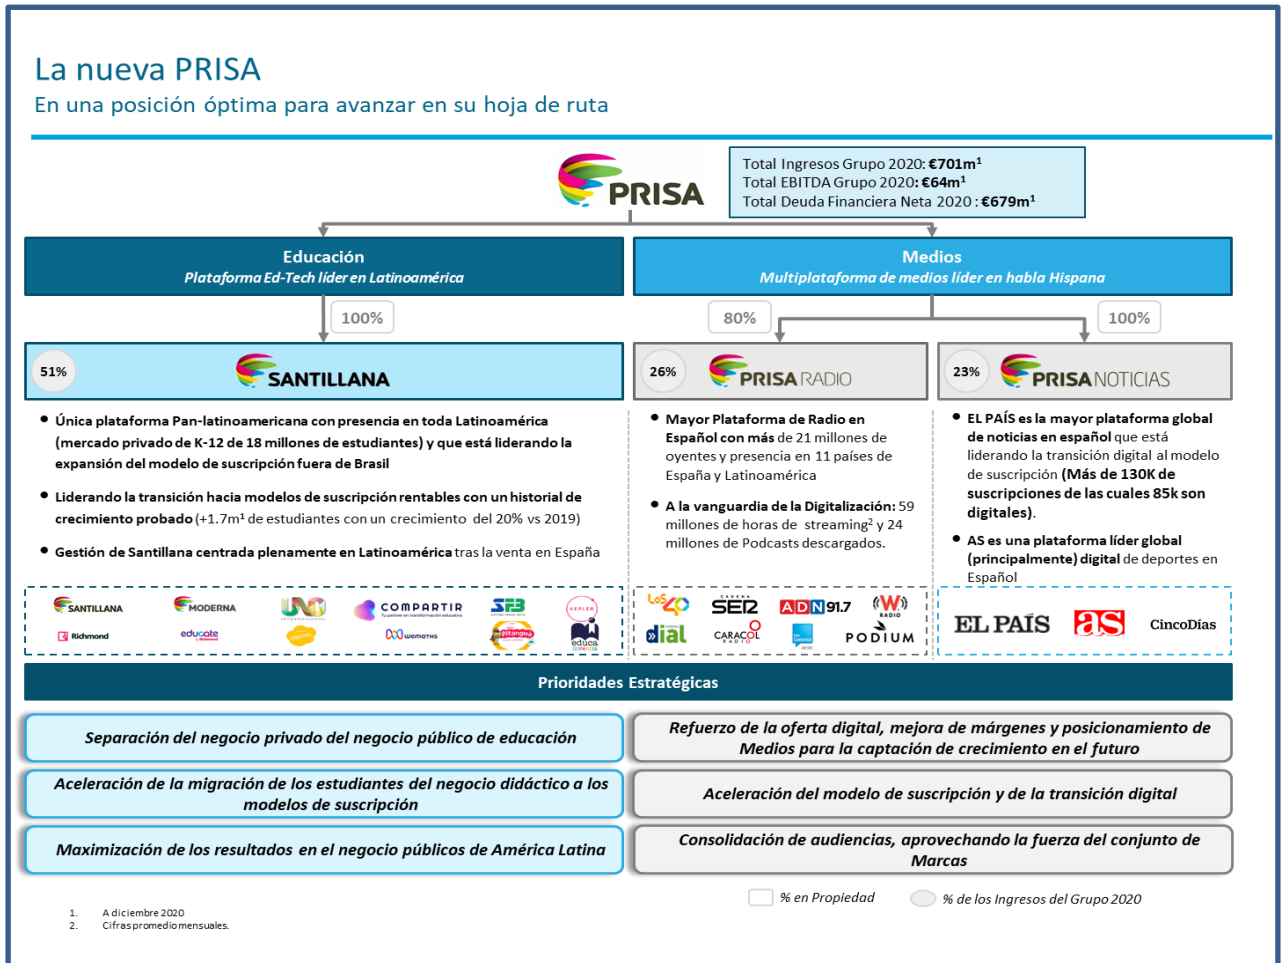 La nueva PRISA
En una posición óptima para avanzar en su hoja de ruta
PRISA
Total Ingresos Grupo 2020: €701m¹
Total EBITDA Grupo 2020: €64m¹
Total Deuda Financiera Neta 2020 : €679m¹
Educación
Plataforma Ed-Tech líder en Latinoamérica
Medios
Multiplataforma de medios líder en habla Hispana
100%
80%
100%
51%
SANTILLANA
26%
PRISA RADIO
23%
PRISA NOTICIAS
• Única plataforma Pan-latinoamericana con presencia en toda Latinoamérica
(mercado privado de K-12 de 18 millones de estudiantes) y que está liderando la
expansión del modelo de suscripción fuera de Brasil
• Liderando la transición hacia modelos de suscripción rentables con un historial de
crecimiento probado (+1.7m¹ de estudiantes con un crecimiento del 20% vs 2019)
• Gestión de Santillana centrada plenamente en Latinoamérica tras la venta en España
• Mayor Plataforma de Radio en
Español con más de 21 millones de
oyentes y presencia en 11 países de
España y Latinoamérica
• A la vanguardia de la Digitalización: 59
millones de horas de streaming² y 24
millones de Podcasts descargados.
• EL PAÍS es la mayor plataforma global
de noticias en español que está
liderando la transición digital al modelo
de suscripción (Más de 130K de
suscripciones de las cuales 85k son
digitales).
• AS es una plataforma líder global
(principalmente) digital de deportes en
Español
SANTILLANA
MODERNA
UNO
COMPARTIR
Tu partner en transformación educativa
SFB
KEPLER
Richmond
educate
wemaths
pitanguá
educa
LOS40
CADENA
SER
ADN 91.7
W
RADIO
dial
CARACOL
RADIO
PODIUM
EL PAÍS
as
CincoDías
Prioridades Estratégicas
Separación del negocio privado del negocio público de educación
Aceleración de la migración de los estudiantes del negocio didáctico a los
modelos de suscripción
Maximización de los resultados en el negocio públicos de América Latina
Refuerzo de la oferta digital, mejora de márgenes y posicionamiento de
Medios para la captación de crecimiento en el futuro
Aceleración del modelo de suscripción y de la transición digital
Consolidación de audiencias, aprovechando la fuerza del conjunto de
Marcas
% en Propiedad
% de los Ingresos del Grupo 2020
1. A diciembre 2020
2. Cifras promedio mensuales.